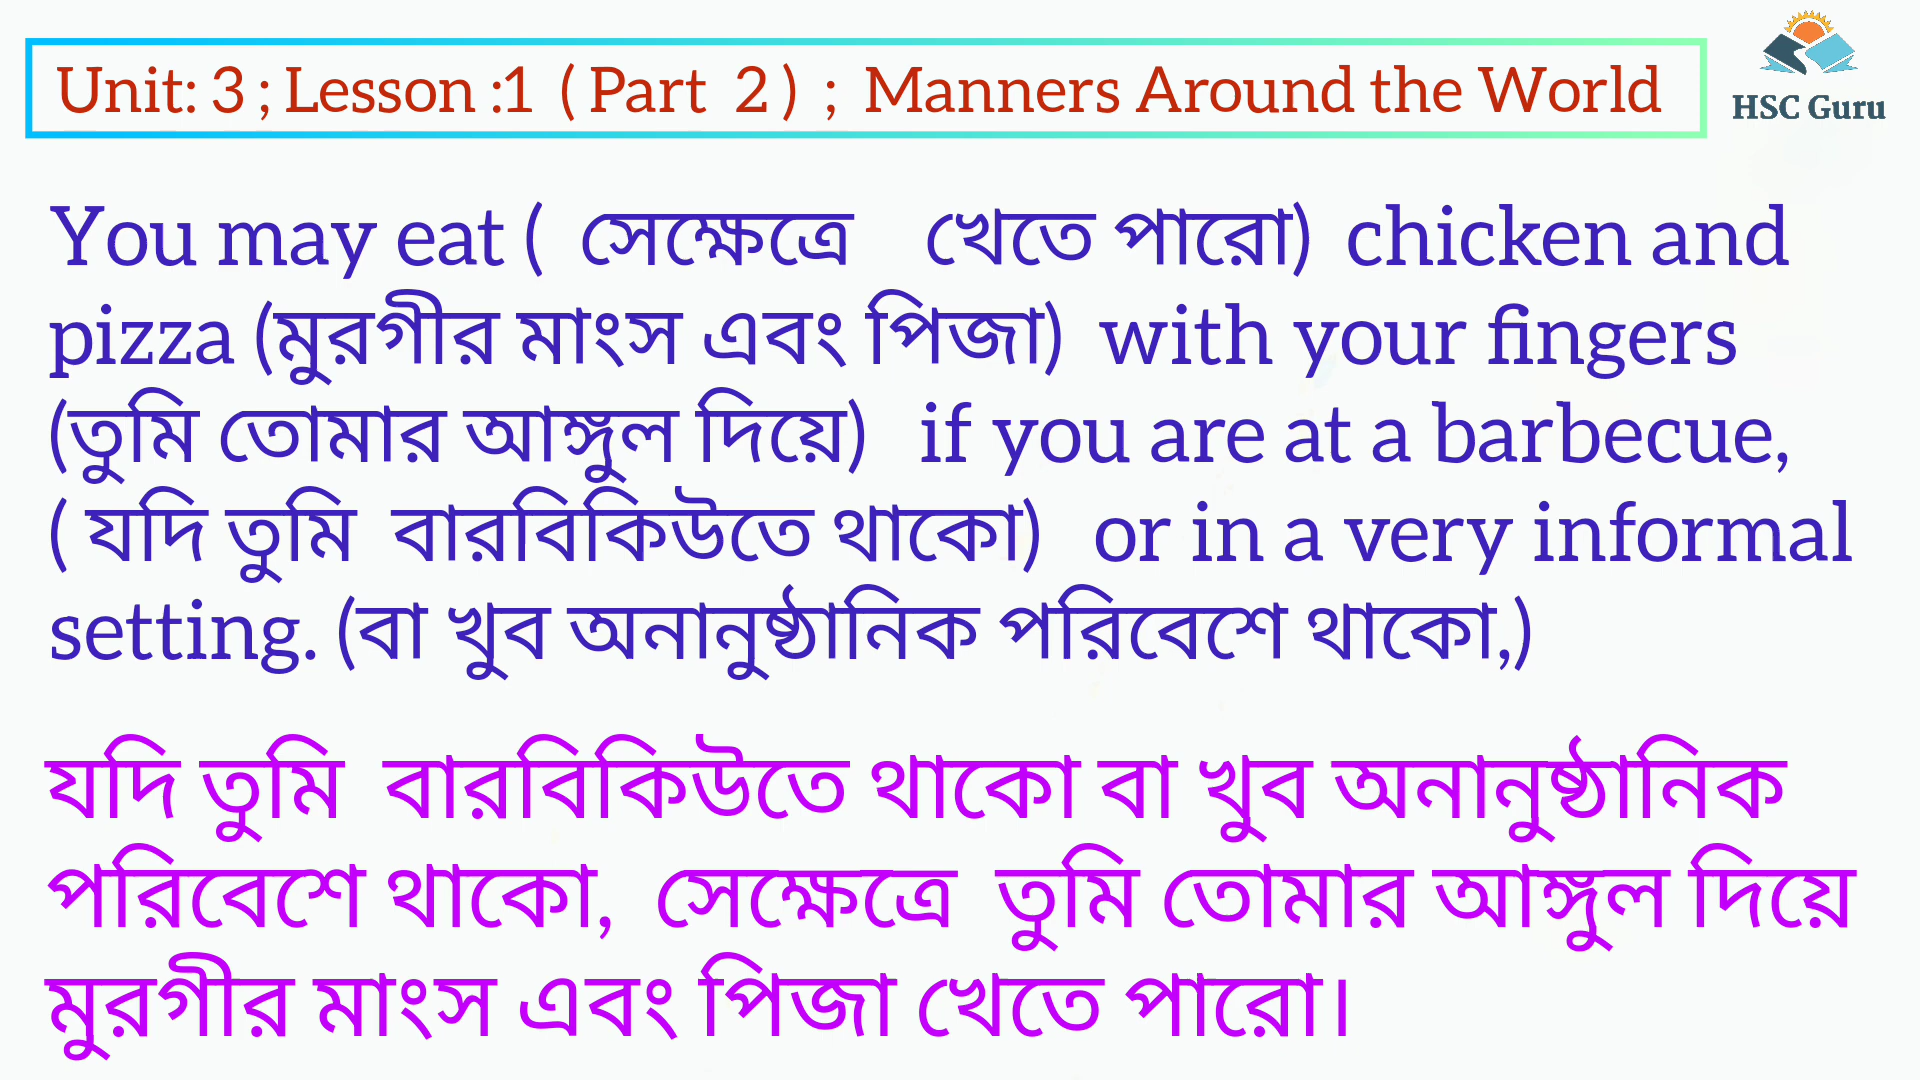 Unit: 3 ; Lesson :1 ( Part 2 ) ; Manners Around the World
HSC Guru
You may eat ( সেক্ষেত্রে খেতে পারো) chicken and
pizza (মুরগীর মাংস এবং পিজা) with your fingers
(তুমি তোমার আঙ্গুল দিয়ে) if you are at a barbecue,
( যদি তুমি বারবিকিউতে থাকো) or in a very informal
setting. (বা খুব অনানুষ্ঠানিক পরিবেশে থাকো,)
যদি তুমি বারবিকিউতে থাকো বা খুব অনানুষ্ঠানিক
পরিবেশে থাকো, সেক্ষেত্রে তুমি তোমার আঙ্গুল দিয়ে
মুরগীর মাংস এবং পিজা খেতে পারো।